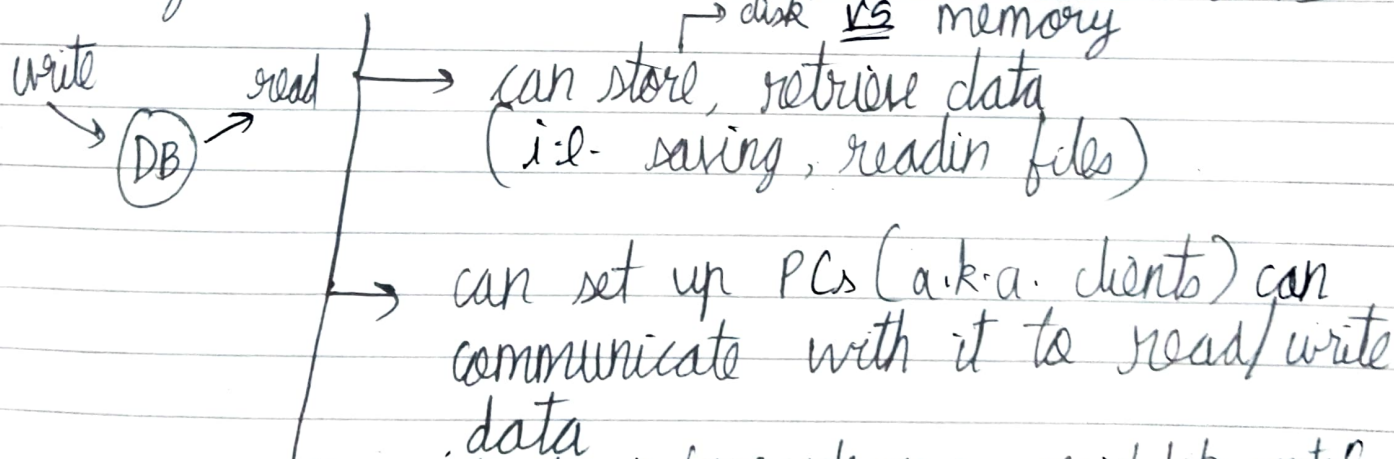 disk vs memory
write
read
can store, retrieve data
DB
(i.e. saving, readin files)
can set up PCs (a.k.a. clients) can
communicate with it to read/write
data